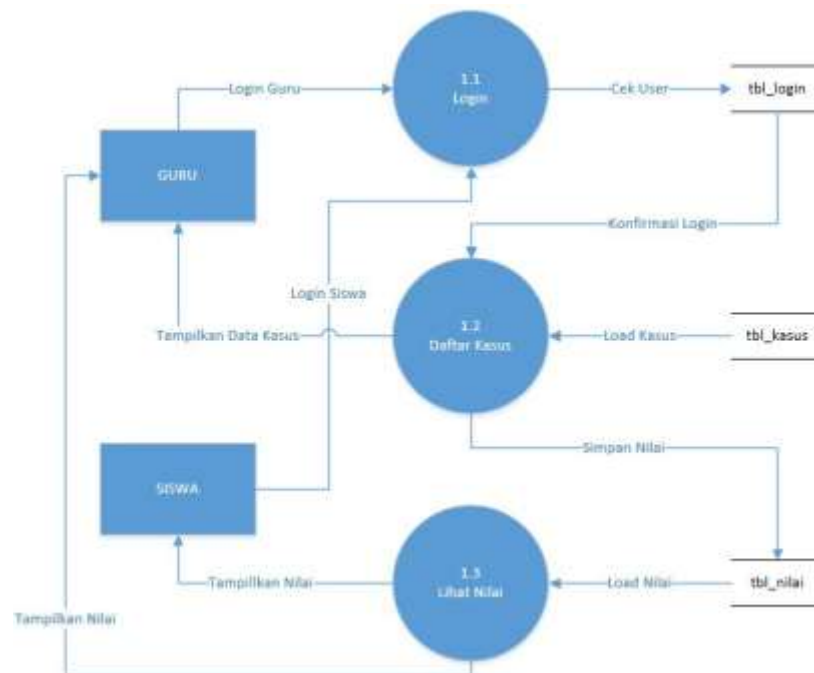 1.1
Login
Login Guru
Cek User
tbl_login
GURU
Konfirmasi Login
Login Siswa
1.2
Daftar Kasus
Tampilkan Data Kasus
Load Kasus
tbl_kasus
Simpan Nilai
SISWA
1.3
Lihat Nilai
Tampillkan Nilai
Load Nilai
tbl_nilai
Tampilkan Nilai